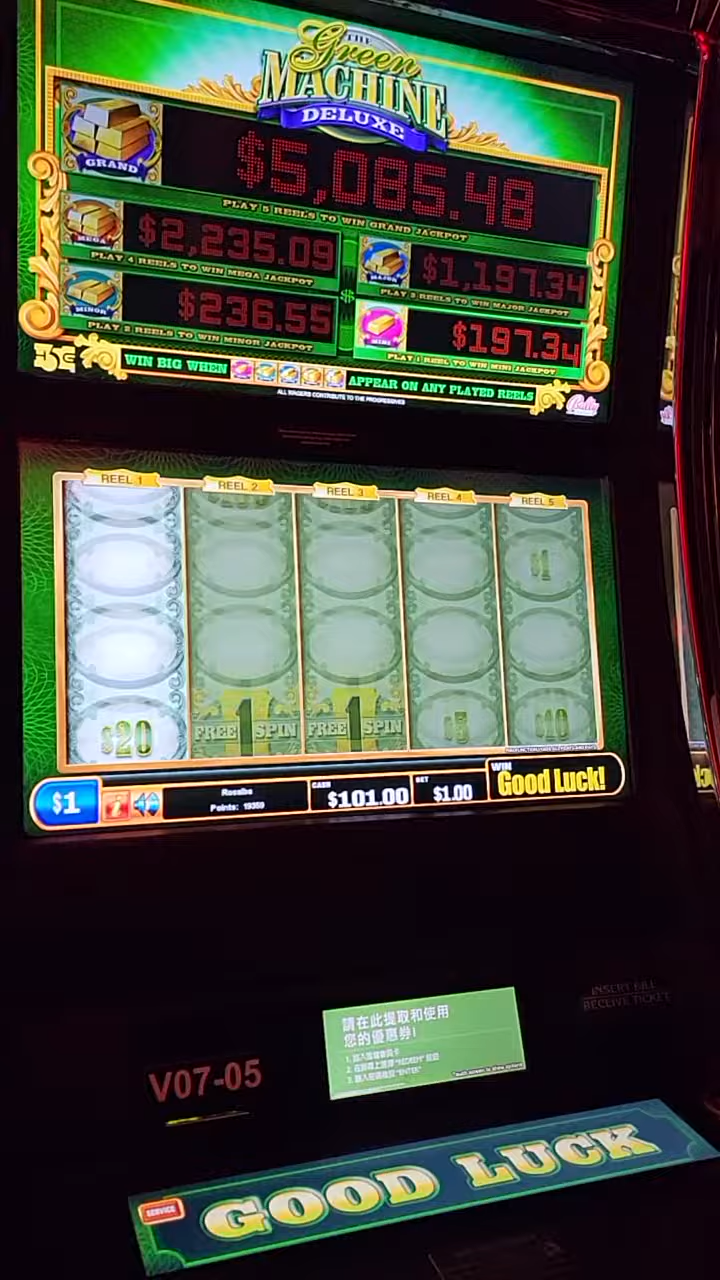 THE
Green
MACHINE
DELUXE
GRAND
$5,085.48
PLAY 5 REELS TO WIN GRAND JACKPOT
MEGA
$2,235.09
PLAY 4 REELS TO WIN MEGA JACKPOT
MAJOR
$1,197.34
PLAY 3 REELS TO WIN MAJOR JACKPOT
MINOR
$236.55
PLAY 2 REELS TO WIN MINOR JACKPOT
MINI
$197.34
PLAY 1 REEL TO WIN MINI JACKPOT
WIN BIG WHEN
APPEAR ON ANY PLAYED REELS
ALL WAGERS CONTRIBUTE TO THE PROGRESSIVES
Bally
REEL 1 REEL 2 REEL 3 REEL 4 REEL 5
$1
$20 FREE 1 SPIN FREE 1 SPIN $5 $10
$1
Rosalba
Points: 19359
CASH
$101.00
BET
$1.00
WIN
Good Luck!
INSERT BILL
RECEIVE TICKET
請在此提取和使用
您的優惠券!
V07-05
SERVICE
GOOD LUCK